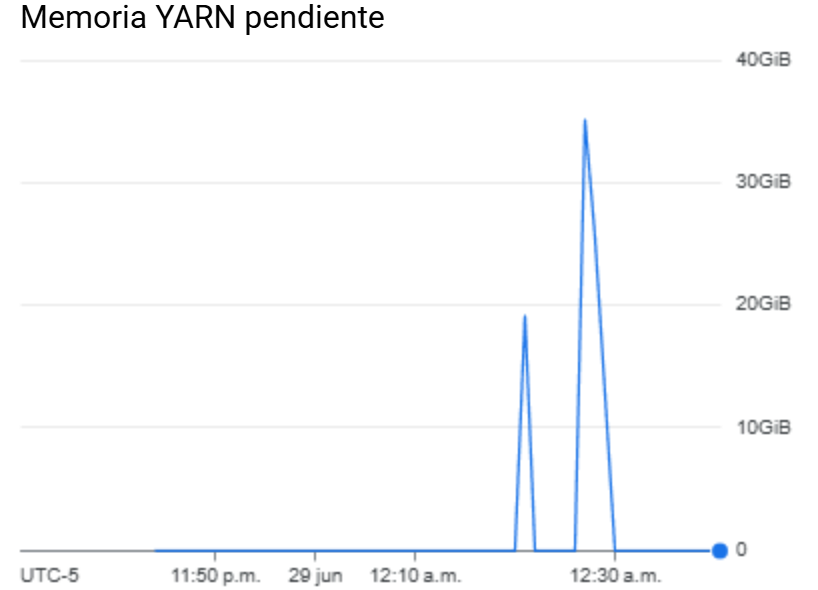 Memoria YARN pendiente
40GiB
30GiB
20GiB
10GiB
0
UTC-5 11:50 p.m. 29 jun 12:10 a.m. 12:30 a.m.